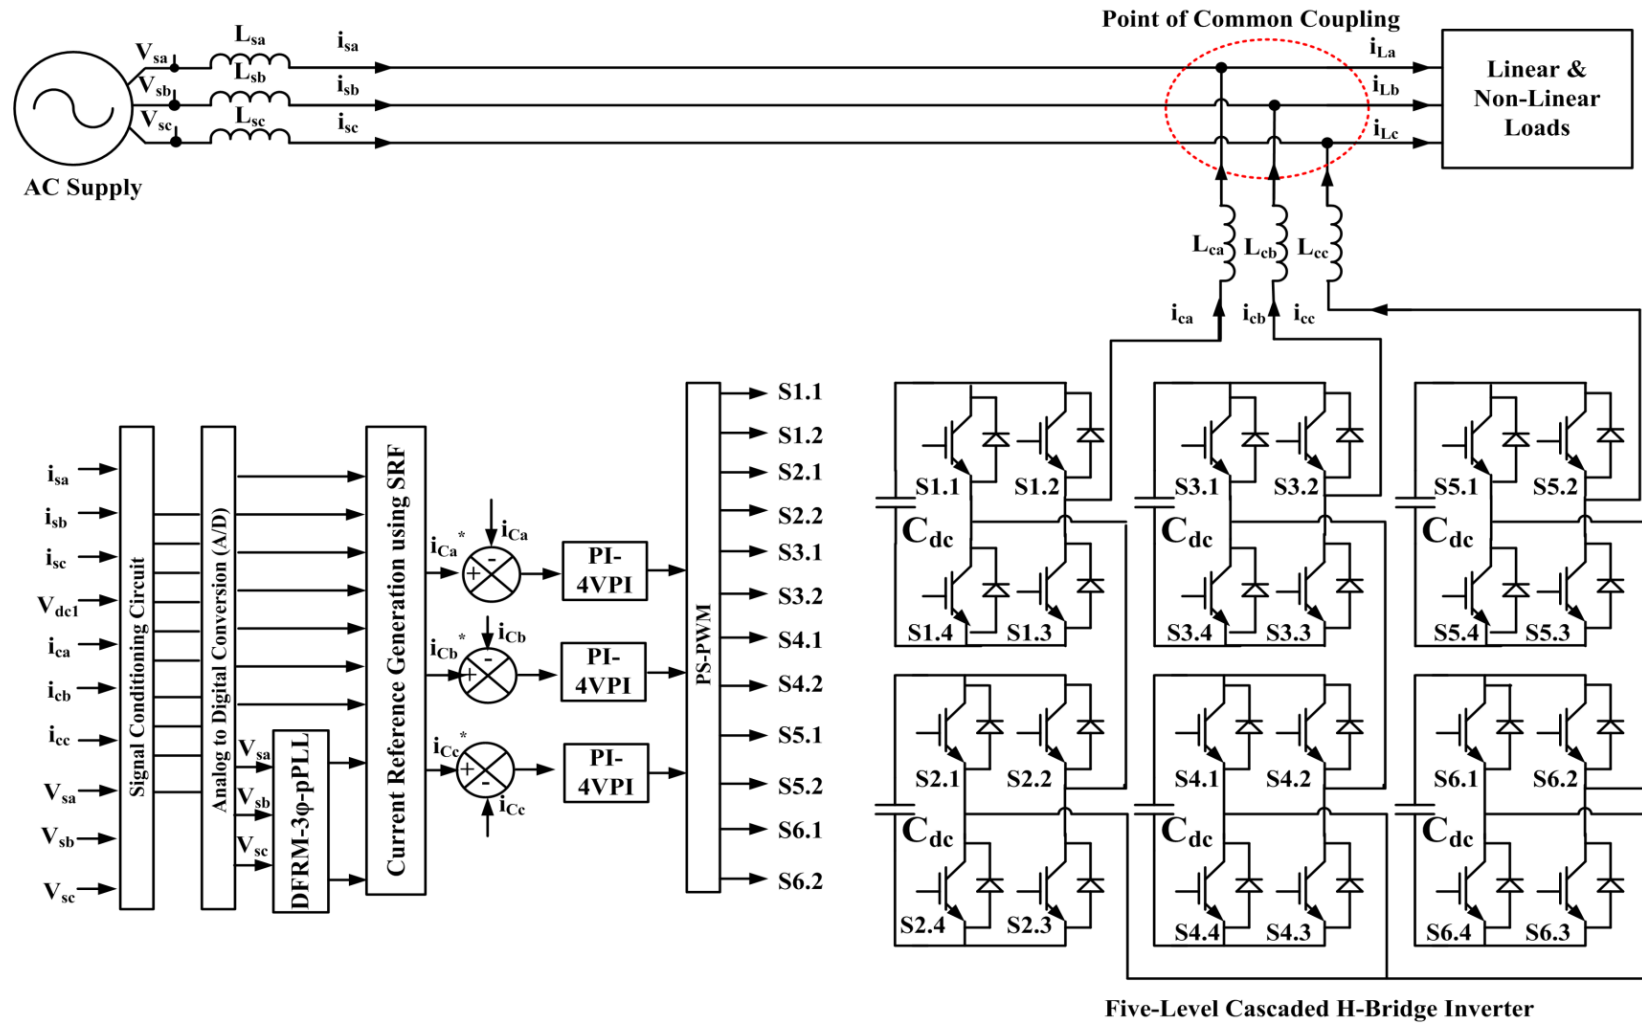 Point of Common Coupling
AC Supply
Vsa
Vsb
Vsc
Lsa
Lsb
Lsc
isa
isb
isc
iLa
iLb
iLc
Linear &
Non-Linear
Loads
Lca
Lcb
Lcc
ica
icb
icc
isa
isb
isc
Vdc1
ica
icb
icc
Vsa
Vsb
Vsc
Signal Conditioning Circuit
Analog to Digital Conversion (A/D)
Vsa
Vsb
Vsc
DFRM-3φ-pPLL
Current Reference Generation using SRF
iCa*
iCa
+
-
iCb*
iCb
+
-
iCc*
iCc
+
-
PI-
4VPI
PI-
4VPI
PI-
4VPI
PS-PWM
S1.1
S1.2
S2.1
S2.2
S3.1
S3.2
S4.1
S4.2
S5.1
S5.2
S6.1
S6.2
S1.1
S1.2
Cdc
S1.4
S1.3
S3.1
S3.2
Cdc
S3.4
S3.3
S5.1
S5.2
Cdc
S5.4
S5.3
S2.1
S2.2
Cdc
S2.4
S2.3
S4.1
S4.2
Cdc
S4.4
S4.3
S6.1
S6.2
Cdc
S6.4
S6.3
Five-Level Cascaded H-Bridge Inverter